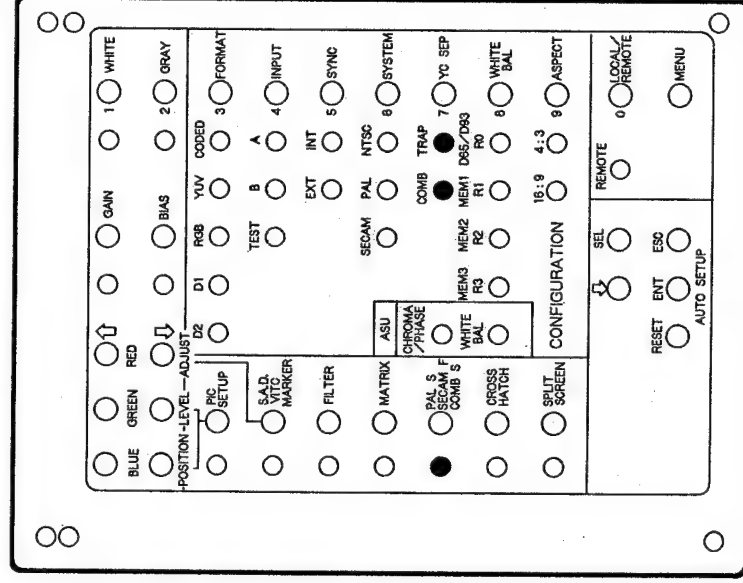 GAIN 1 WHITE
BLUE GREEN RED
BIAS 2 GRAY
-POSITION-LEVEL-ADJUST-
D2 D1 RGB YUV CODED
PIC
SETUP
3 FORMAT
TEST B A
S.A.D.
VITC
MARKER
4 INPUT
EXT INT
FILTER
5 SYNC
SECAM PAL NTSC
MATRIX
ASU
6 SYSTEM
COMB TRAP
PAL S
SECAM F
COMB S
CHROMA
/PHASE
7 YC SEP
MEM3 MEM2 MEM1 D65/D93
R3 R2 R1 R0
CROSS
HATCH
WHITE
BAL
8 WHITE
BAL
16:9 4:3
SPLIT
SCREEN
CONFIGURATION
9 ASPECT
SEL
REMOTE
0 LOCAL/
REMOTE
RESET ENT ESC
MENU
AUTO SETUP